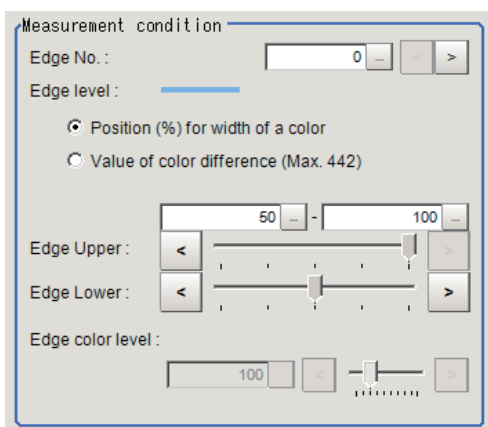 Measurement condition
Edge No. : 0 ... < >
Edge level :
Position (%) for width of a color
Value of color difference (Max. 442)
50 ... - 100 ...
Edge Upper : < >
Edge Lower : < >
Edge color level :
100 ... < >